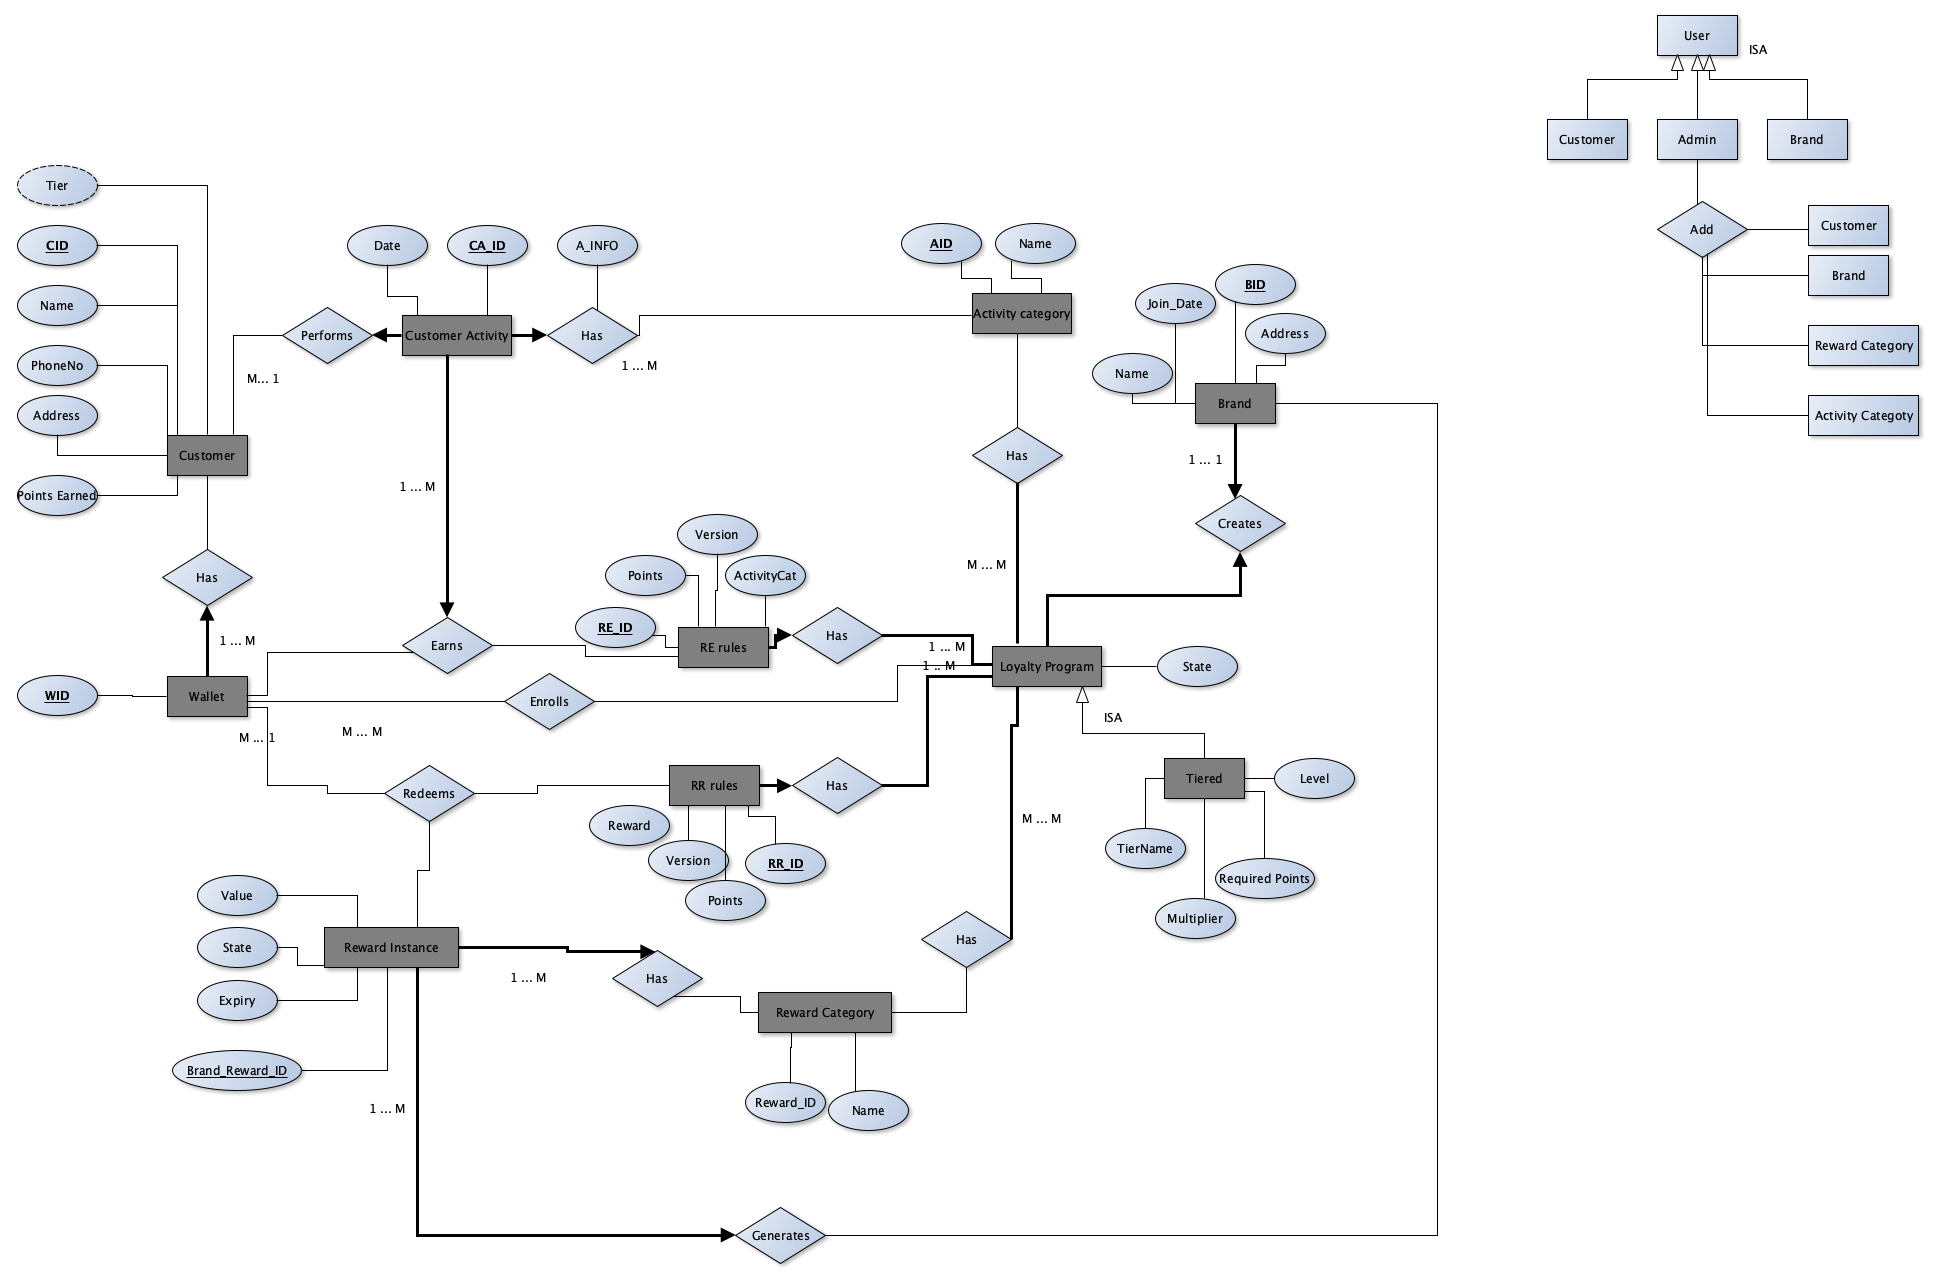 User
ISA
Customer
Admin
Brand
Tier
Add
Customer
CID
Date
CA_ID
A_INFO
AID
Name
Brand
BID
Join_Date
Name
Activity category
Address
PhoneNo
Performs
Customer Activity
Has
Reward Category
M... 1
1 ... M
Name
Brand
Address
Activity Categoty
Customer
Has
1 ... 1
Points Earned
1 ... M
Creates
Version
Has
Points
ActivityCat
M ... M
RE_ID
1 ... M
Earns
RE rules
Has
1 ... M
1 .. M
Loyalty Program
State
WID
Wallet
Enrolls
ISA
M ... 1
M ... M
Redeems
RR rules
Has
Tiered
Level
Reward
M ... M
Version
RR_ID
TierName
Value
Points
Required Points
Multiplier
State
Reward Instance
Has
1 ... M
Has
Expiry
Reward Category
Brand_Reward_ID
1 ... M
Reward_ID
Name
Generates